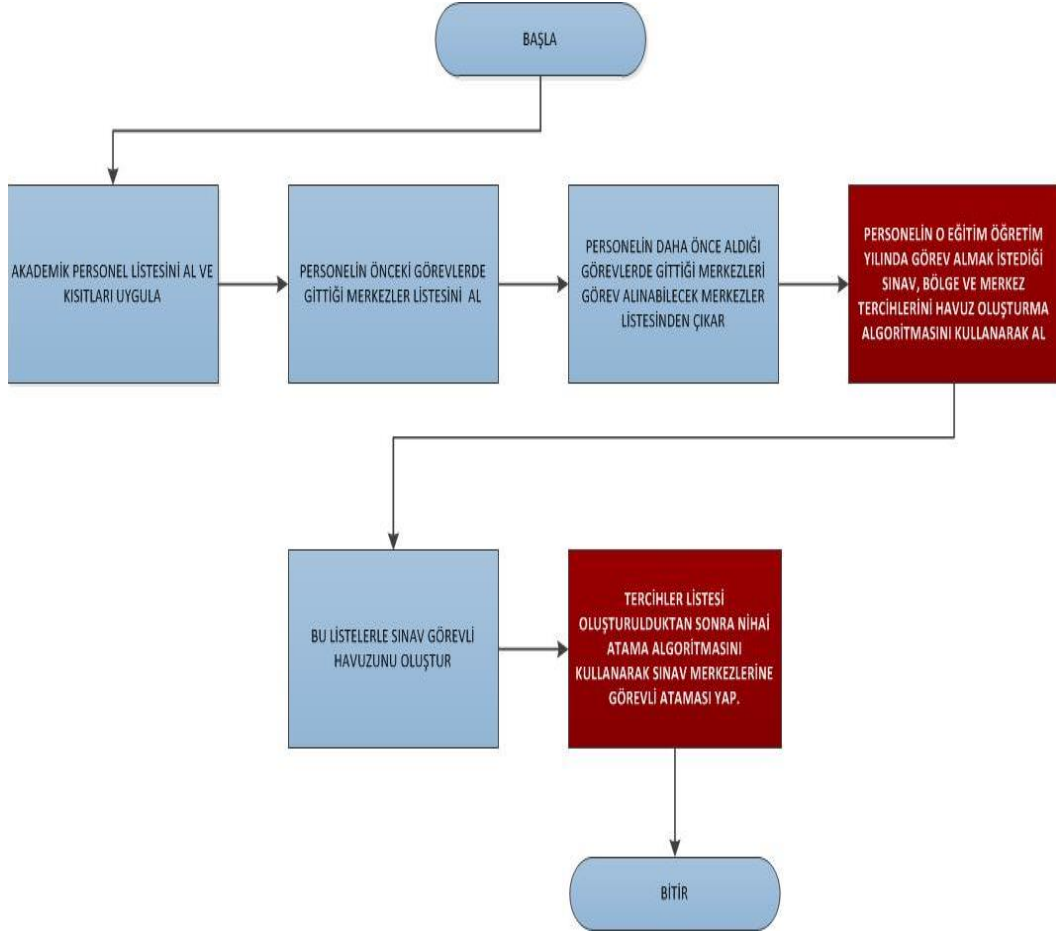 BAŞLA
AKADEMİK PERSONEL LİSTESİNİ AL VE
KISITLARI UYGULA
PERSONELİN ÖNCEKİ GÖREVLERDE
GİTTİĞİ MERKEZLER LİSTESİNİ AL
PERSONELİN DAHA ÖNCE ALDIĞI
GÖREVLERDE GİTTİĞİ MERKEZLERİ
GÖREV ALINABİLECEK MERKEZLER
LİSTESİNDEN ÇIKAR
PERSONELİN O EĞİTİM ÖĞRETİM
YILINDA GÖREV ALMAK İSTEDİĞİ
SINAV, BÖLGE VE MERKEZ
TERCİHLERİNİ HAVUZ OLUŞTURMA
ALGORİTMASINI KULLANARAK AL
BU LİSTELERLE SINAV GÖREVLİ
HAVUZUNU OLUŞTUR
TERCİHLER LİSTESİ
OLUŞTURULDUKTAN SONRA NİHAİ
ATAMA ALGORİTMASINI
KULLANARAK SINAV MERKEZLERİNE
GÖREVLİ ATAMASI YAP.
BİTİR